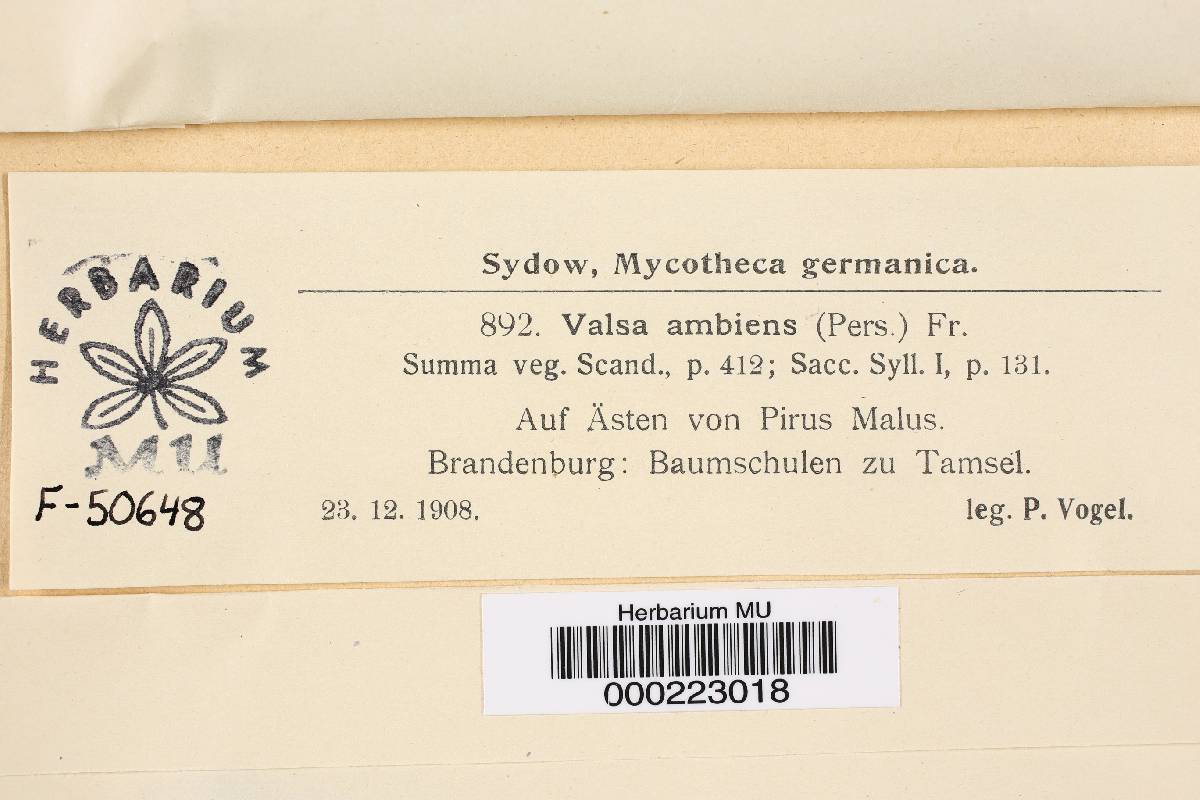 Sydow, Mycotheca germanica.
892. Valsa ambiens (Pers.) Fr.
Summa veg. Scand., p. 412; Sacc. Syll. I, p. 131.
Auf Ästen von Pirus Malus.
Brandenburg: Baumschulen zu Tamsel.
23. 12. 1908. leg. P. Vogel.
HERBARIUM
MU
F-50648
Herbarium MU
000223018